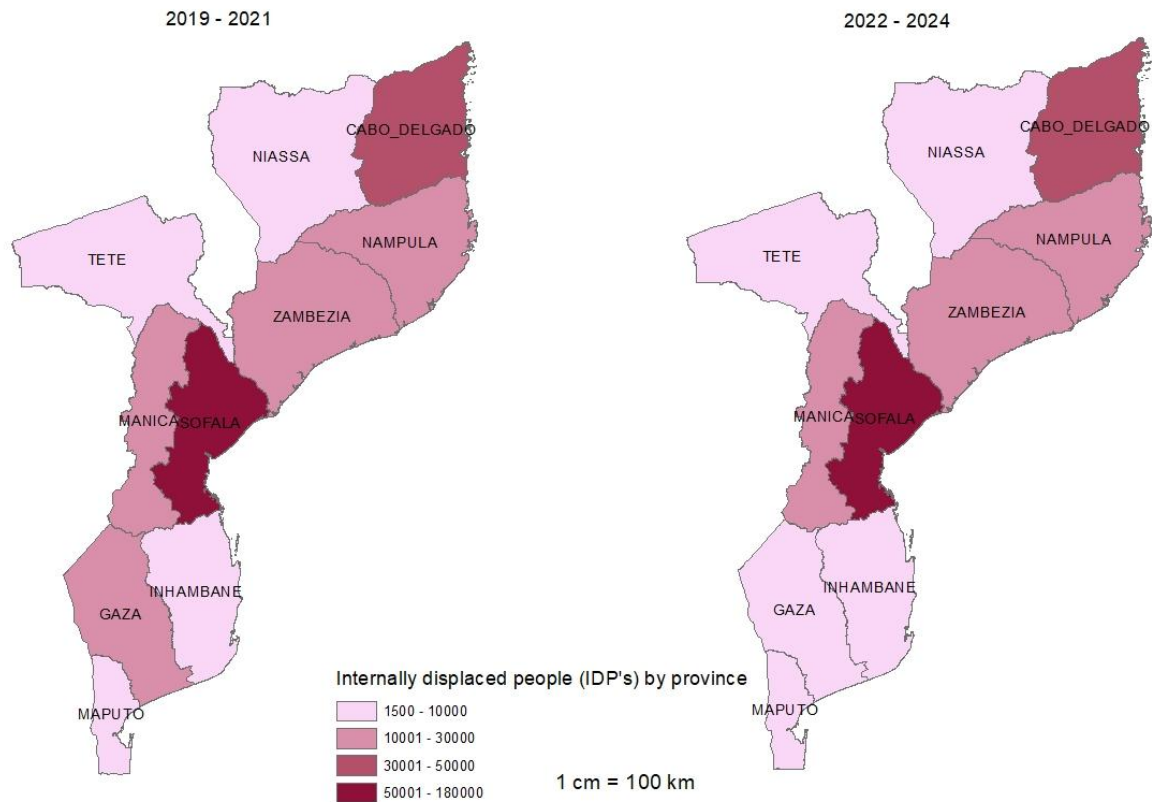 2019 - 2021
CABO_DELGADO
NIASSA
NAMPULA
TETE
ZAMBEZIA
MANICA
SOFALA
INHAMBANE
GAZA
MAPUTO
2022 - 2024
CABO_DELGADO
NIASSA
NAMPULA
TETE
ZAMBEZIA
MANICA
SOFALA
INHAMBANE
GAZA
MAPUTO
Internally displaced people (IDP's) by province
1500 - 10000
10001 - 30000
30001 - 50000
50001 - 180000
1 cm = 100 km